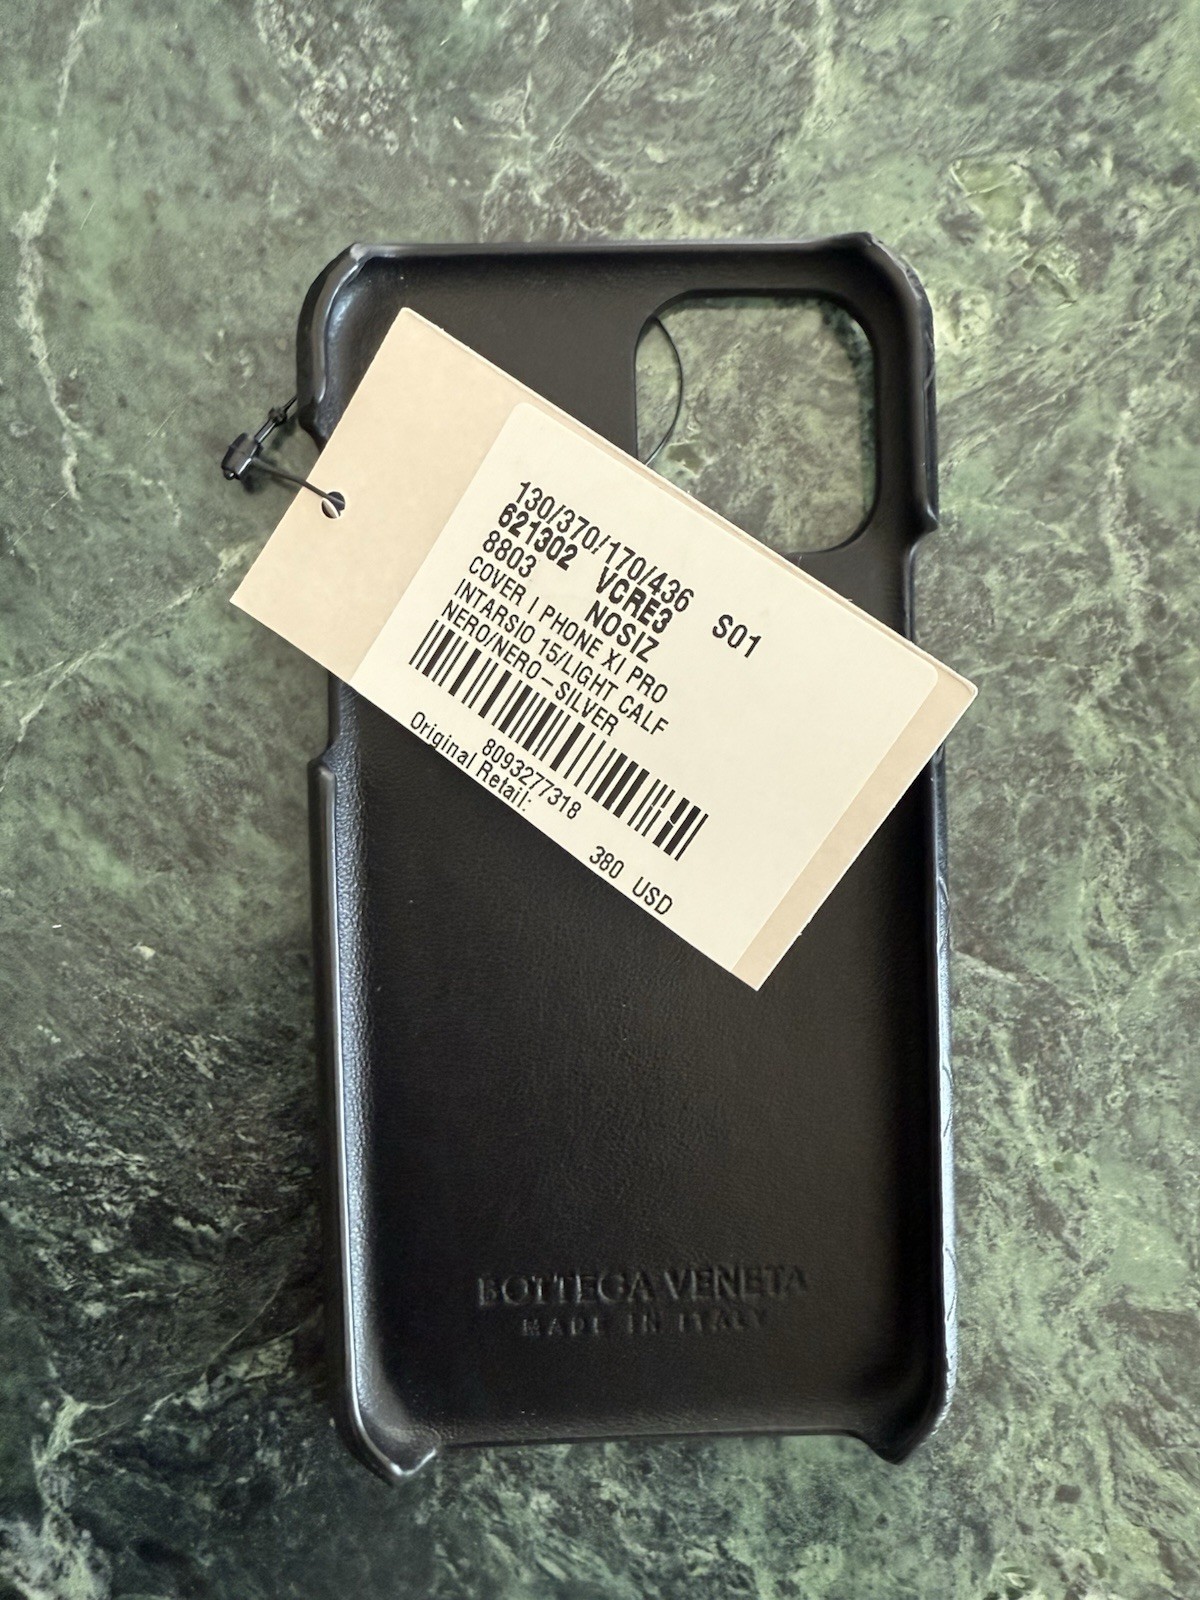 130/370/170/436 S01
621302 VCRE3
8803 NOSIZ
COVER I PHONE XI PRO
INTARSIO 15/LIGHT CALF
NERO/NERO-SILVER
8093277318
Original Retail:
380 USD
BOTTEGA VENETA
MADE IN ITALY